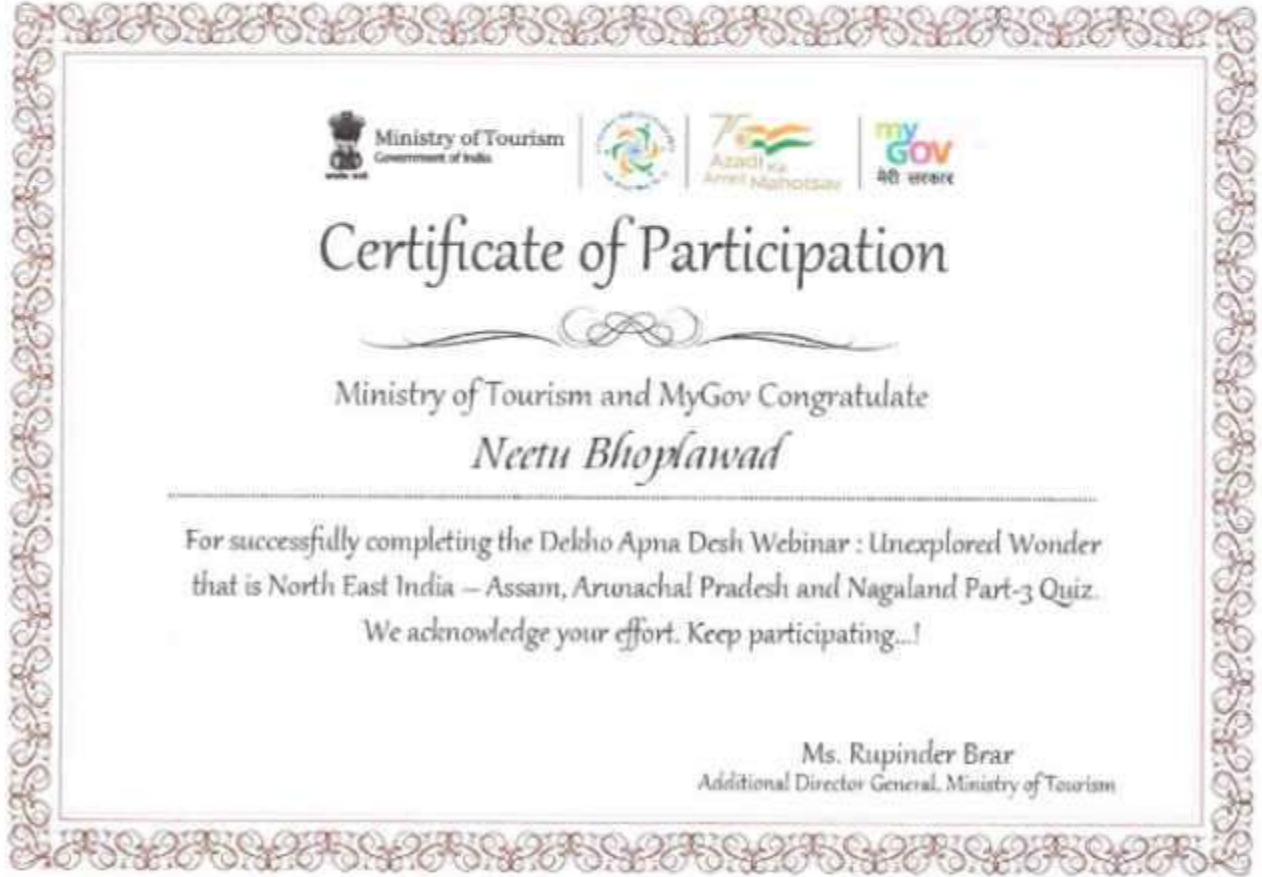 Ministry of Tourism
Government of India
75
Azadi Ka
Amrit Mahotsav
my
GOV
मेरी सरकार
Certificate of Participation
Ministry of Tourism and MyGov Congratulate
Neetu Bhoplawad
For successfully completing the Dekho Apna Desh Webinar : Unexplored Wonder
that is North East India – Assam, Arunachal Pradesh and Nagaland Part-3 Quiz.
We acknowledge your effort. Keep participating...!
Ms. Rupinder Brar
Additional Director General, Ministry of Tourism